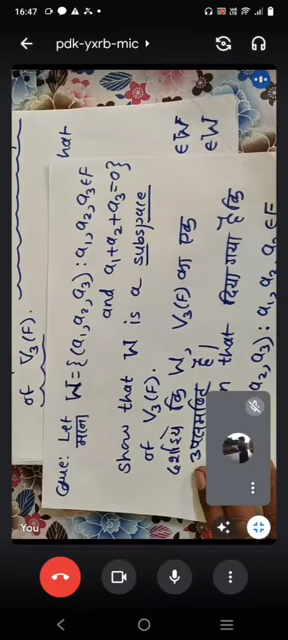 16:47
pdk-yxrb-mic
of V₃(F).
hat
Que: Let W = {(a₁, a₂, a₃) : a₁, a₂, a₃ ∈ F
माना
and a₁+a₂+a₃=0}
Show that W is a subspace
of V₃(F).
∈W
दर्शाइये कि W, V₃(F) का एक
∈W
उपसमष्टि है।
that दिया गया है कि
a₂, a₃) : a₁, a₂, a₃ ∈ F
You